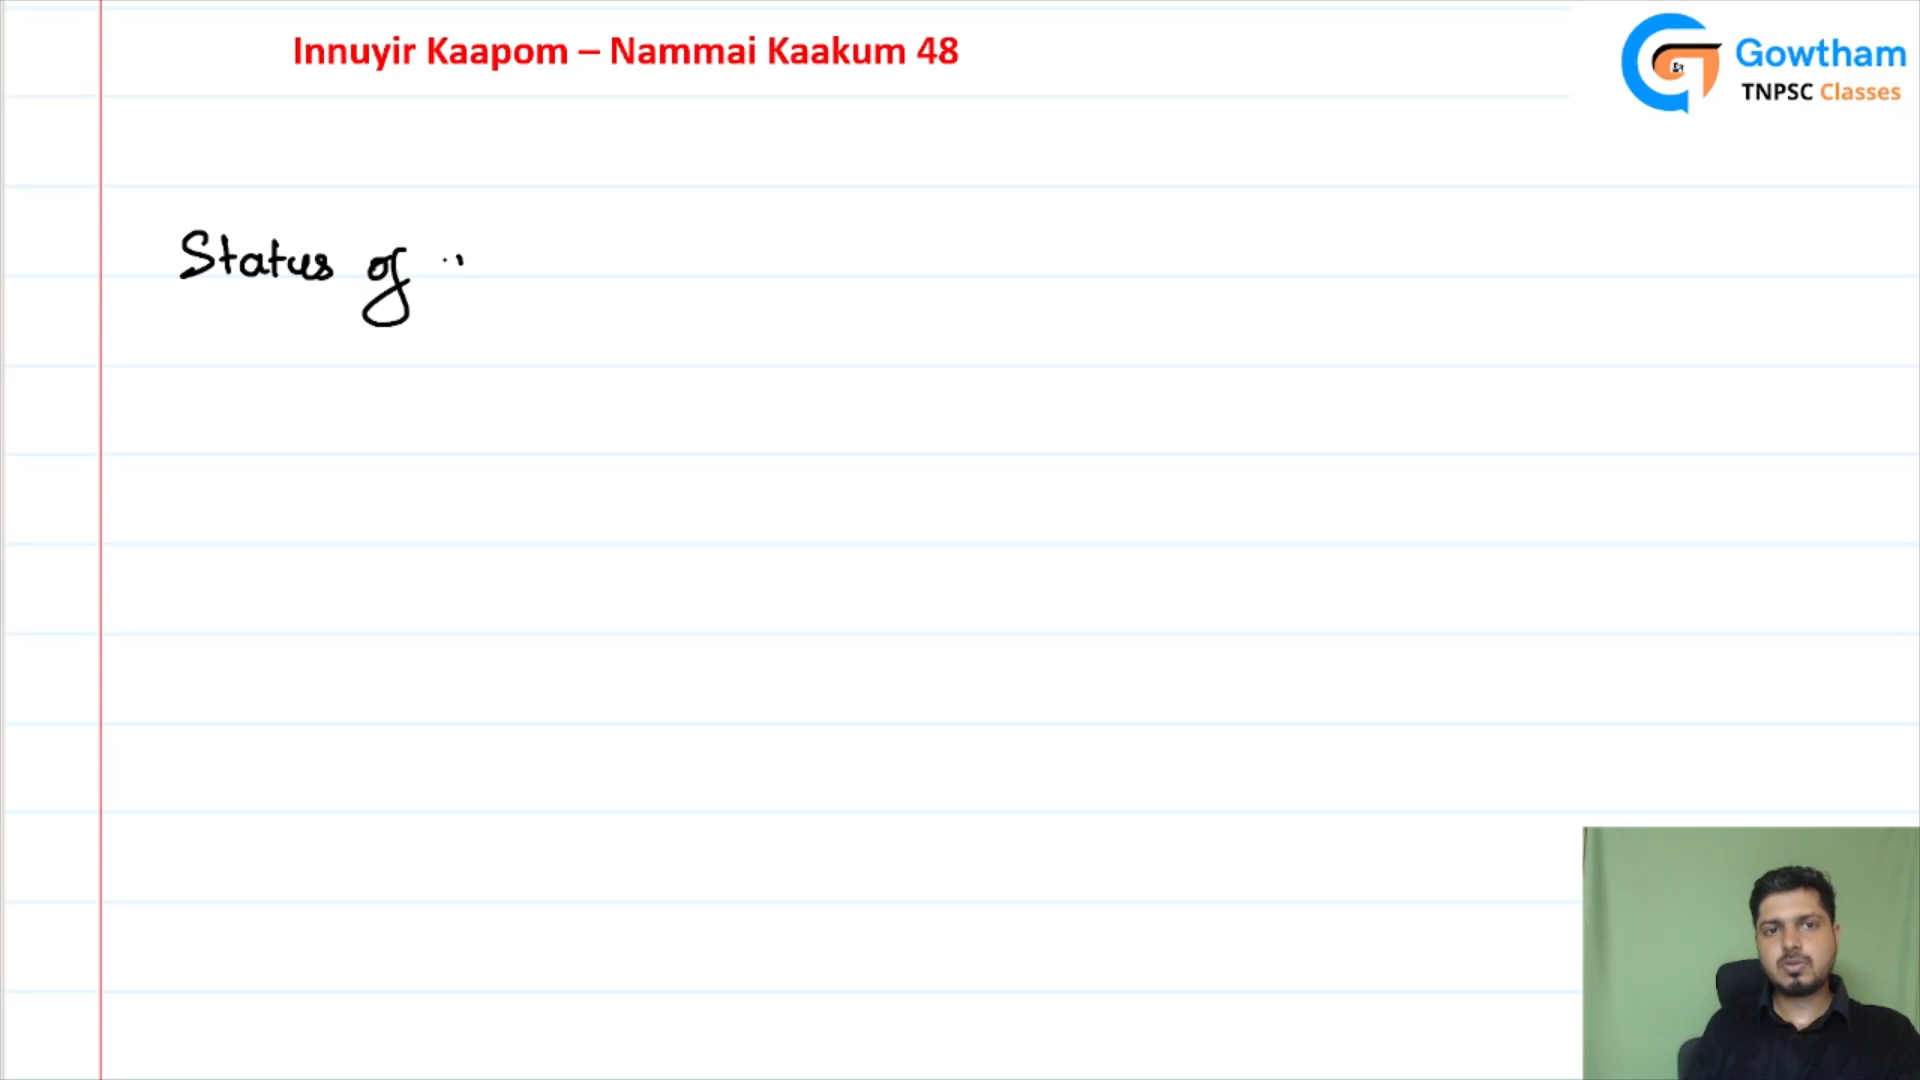 Innuyir Kaapom – Nammai Kaakum 48
Gowtham
TNPSC Classes
Status of